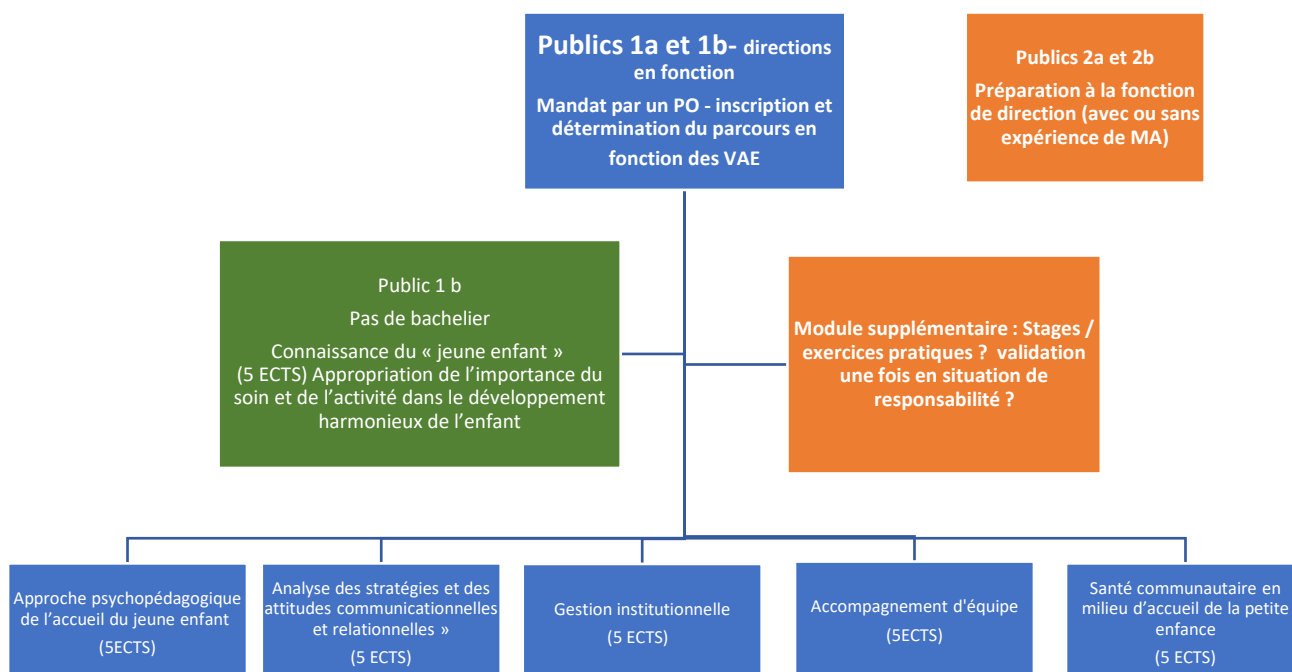 Publics 1a et 1b- directions
en fonction
Mandat par un PO - inscription et
détermination du parcours en
fonction des VAE
Publics 2a et 2b
Préparation à la fonction
de direction (avec ou sans
expérience de MA)
Public 1 b
Pas de bachelier
Connaissance du « jeune enfant »
(5 ECTS) Appropriation de l’importance du
soin et de l’activité dans le développement
harmonieux de l’enfant
Module supplémentaire : Stages /
exercices pratiques ? validation
une fois en situation de
responsabilité ?
Approche psychopédagogique
de l’accueil du jeune enfant
(5ECTS)
Analyse des stratégies et des
attitudes communicationnelles
et relationnelles »
(5 ECTS)
Gestion institutionnelle
(5 ECTS)
Accompagnement d'équipe
(5ECTS)
Santé communautaire en
milieu d’accueil de la petite
enfance
(5 ECTS)